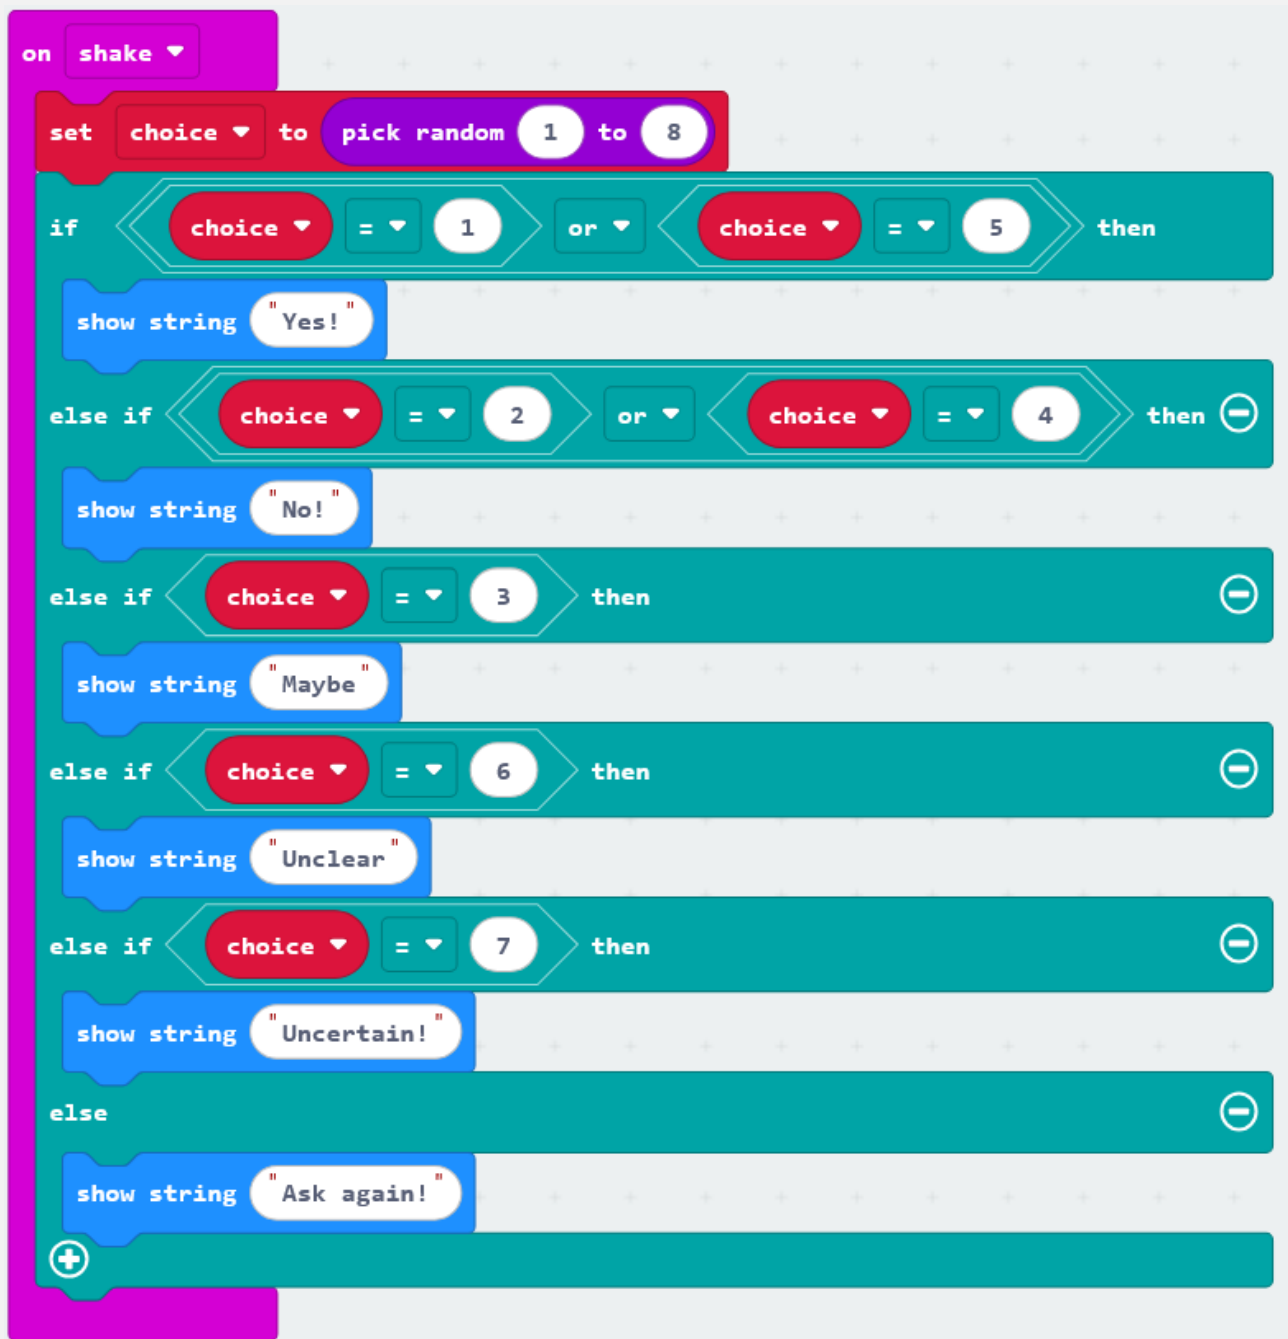 on shake
set choice to pick random 1 to 8
if choice = 1 or choice = 5 then
show string "Yes!"
else if choice = 2 or choice = 4 then
show string "No!"
else if choice = 3 then
show string "Maybe"
else if choice = 6 then
show string "Unclear"
else if choice = 7 then
show string "Uncertain!"
else
show string "Ask again!"